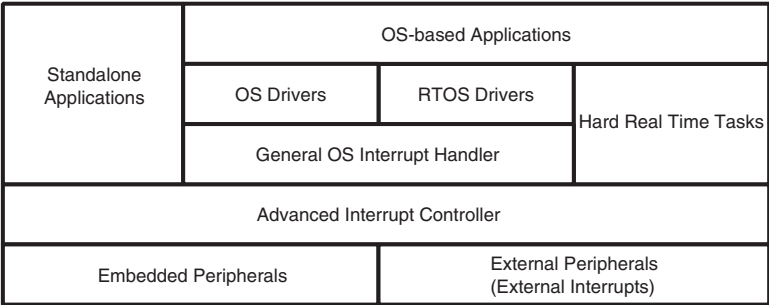 Standalone
Applications
OS-based Applications
OS Drivers
RTOS Drivers
Hard Real Time Tasks
General OS Interrupt Handler
Advanced Interrupt Controller
Embedded Peripherals
External Peripherals
(External Interrupts)